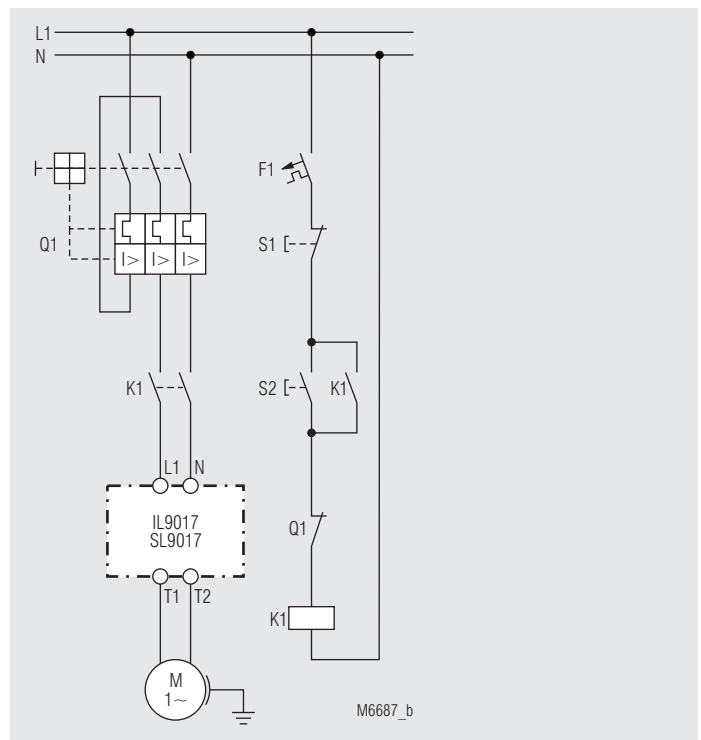 L1
N
F1
Q1
I> I> I>
S1
K1
S2
K1
L1 N
IL9017
SL9017
Q1
T1 T2
K1
M
1~
M6687_b